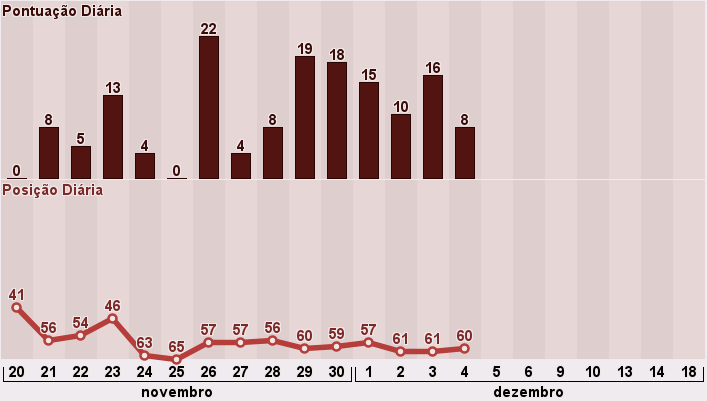 Pontuação Diária
0 8 5 13 4 0 22 4 8 19 18 15 10 16 8
Posição Diária
41 56 54 46 63 65 57 57 56 60 59 57 61 61 60
20 21 22 23 24 25 26 27 28 29 30 1 2 3 4 5 6 9 10 13 14 18
novembro dezembro